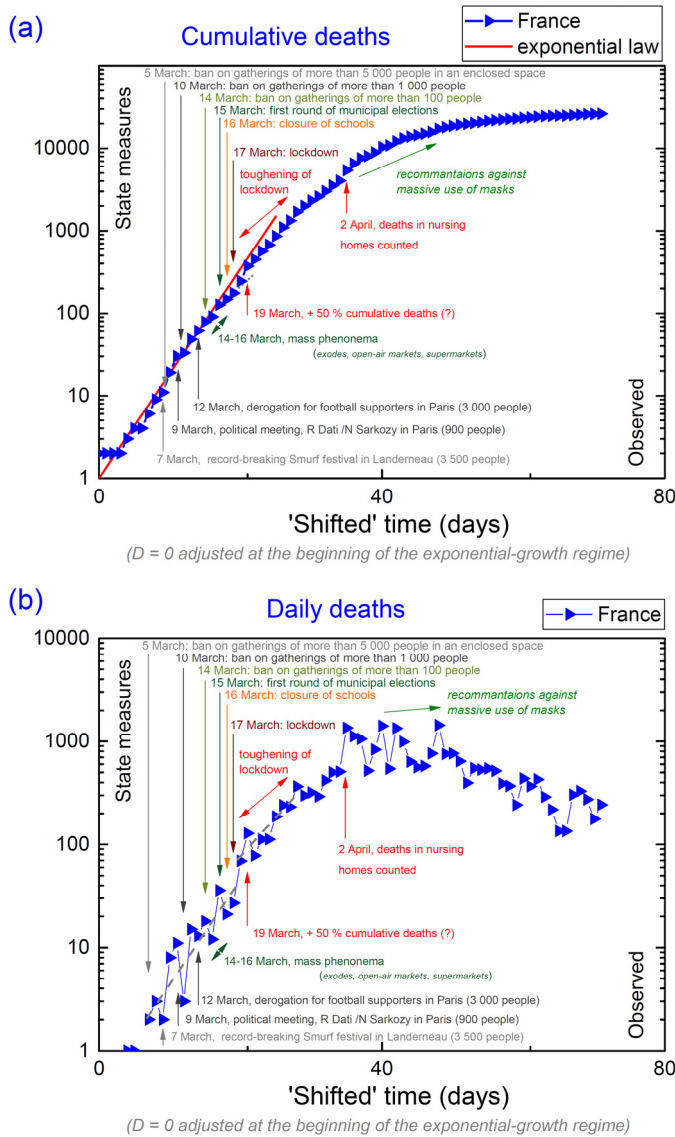 (a)
Cumulative deaths
France
exponential law
5 March: ban on gatherings of more than 5 000 people in an enclosed space
10 March: ban on gatherings of more than 1 000 people
14 March: ban on gatherings of more than 100 people
15 March: first round of municipal elections
16 March: closure of schools
17 March: lockdown
toughening of
lockdown
recommantaions against
massive use of masks
2 April, deaths in nursing
homes counted
19 March, + 50 % cumulative deaths (?)
14-16 March, mass phenonema
(exodes, open-air markets, supermarkets)
12 March, derogation for football supporters in Paris (3 000 people)
9 March, political meeting, R Dati /N Sarkozy in Paris (900 people)
7 March, record-breaking Smurf festival in Landerneau (3 500 people)
State measures
Observed
10000
1000
100
10
1
0
40
80
'Shifted' time (days)
(D = 0 adjusted at the beginning of the exponential-growth regime)
(b)
Daily deaths
France
5 March: ban on gatherings of more than 5 000 people in an enclosed space
10 March: ban on gatherings of more than 1 000 people
14 March: ban on gatherings of more than 100 people
15 March: first round of municipal elections
16 March: closure of schools
17 March: lockdown
toughening of
lockdown
recommantaions against
massive use of masks
2 April, deaths in nursing
homes counted
19 March, + 50 % cumulative deaths (?)
14-16 March, mass phenomena
(exodes, open-air markets, supermarkets)
12 March, derogation for football supporters in Paris (3 000 people)
9 March, political meeting, R Dati /N Sarkozy in Paris (900 people)
7 March, record-breaking Smurf festival in Landerneau (3 500 people)
State measures
Observed
10000
1000
100
10
1
0
40
80
'Shifted' time (days)
(D = 0 adjusted at the beginning of the exponential-growth regime)